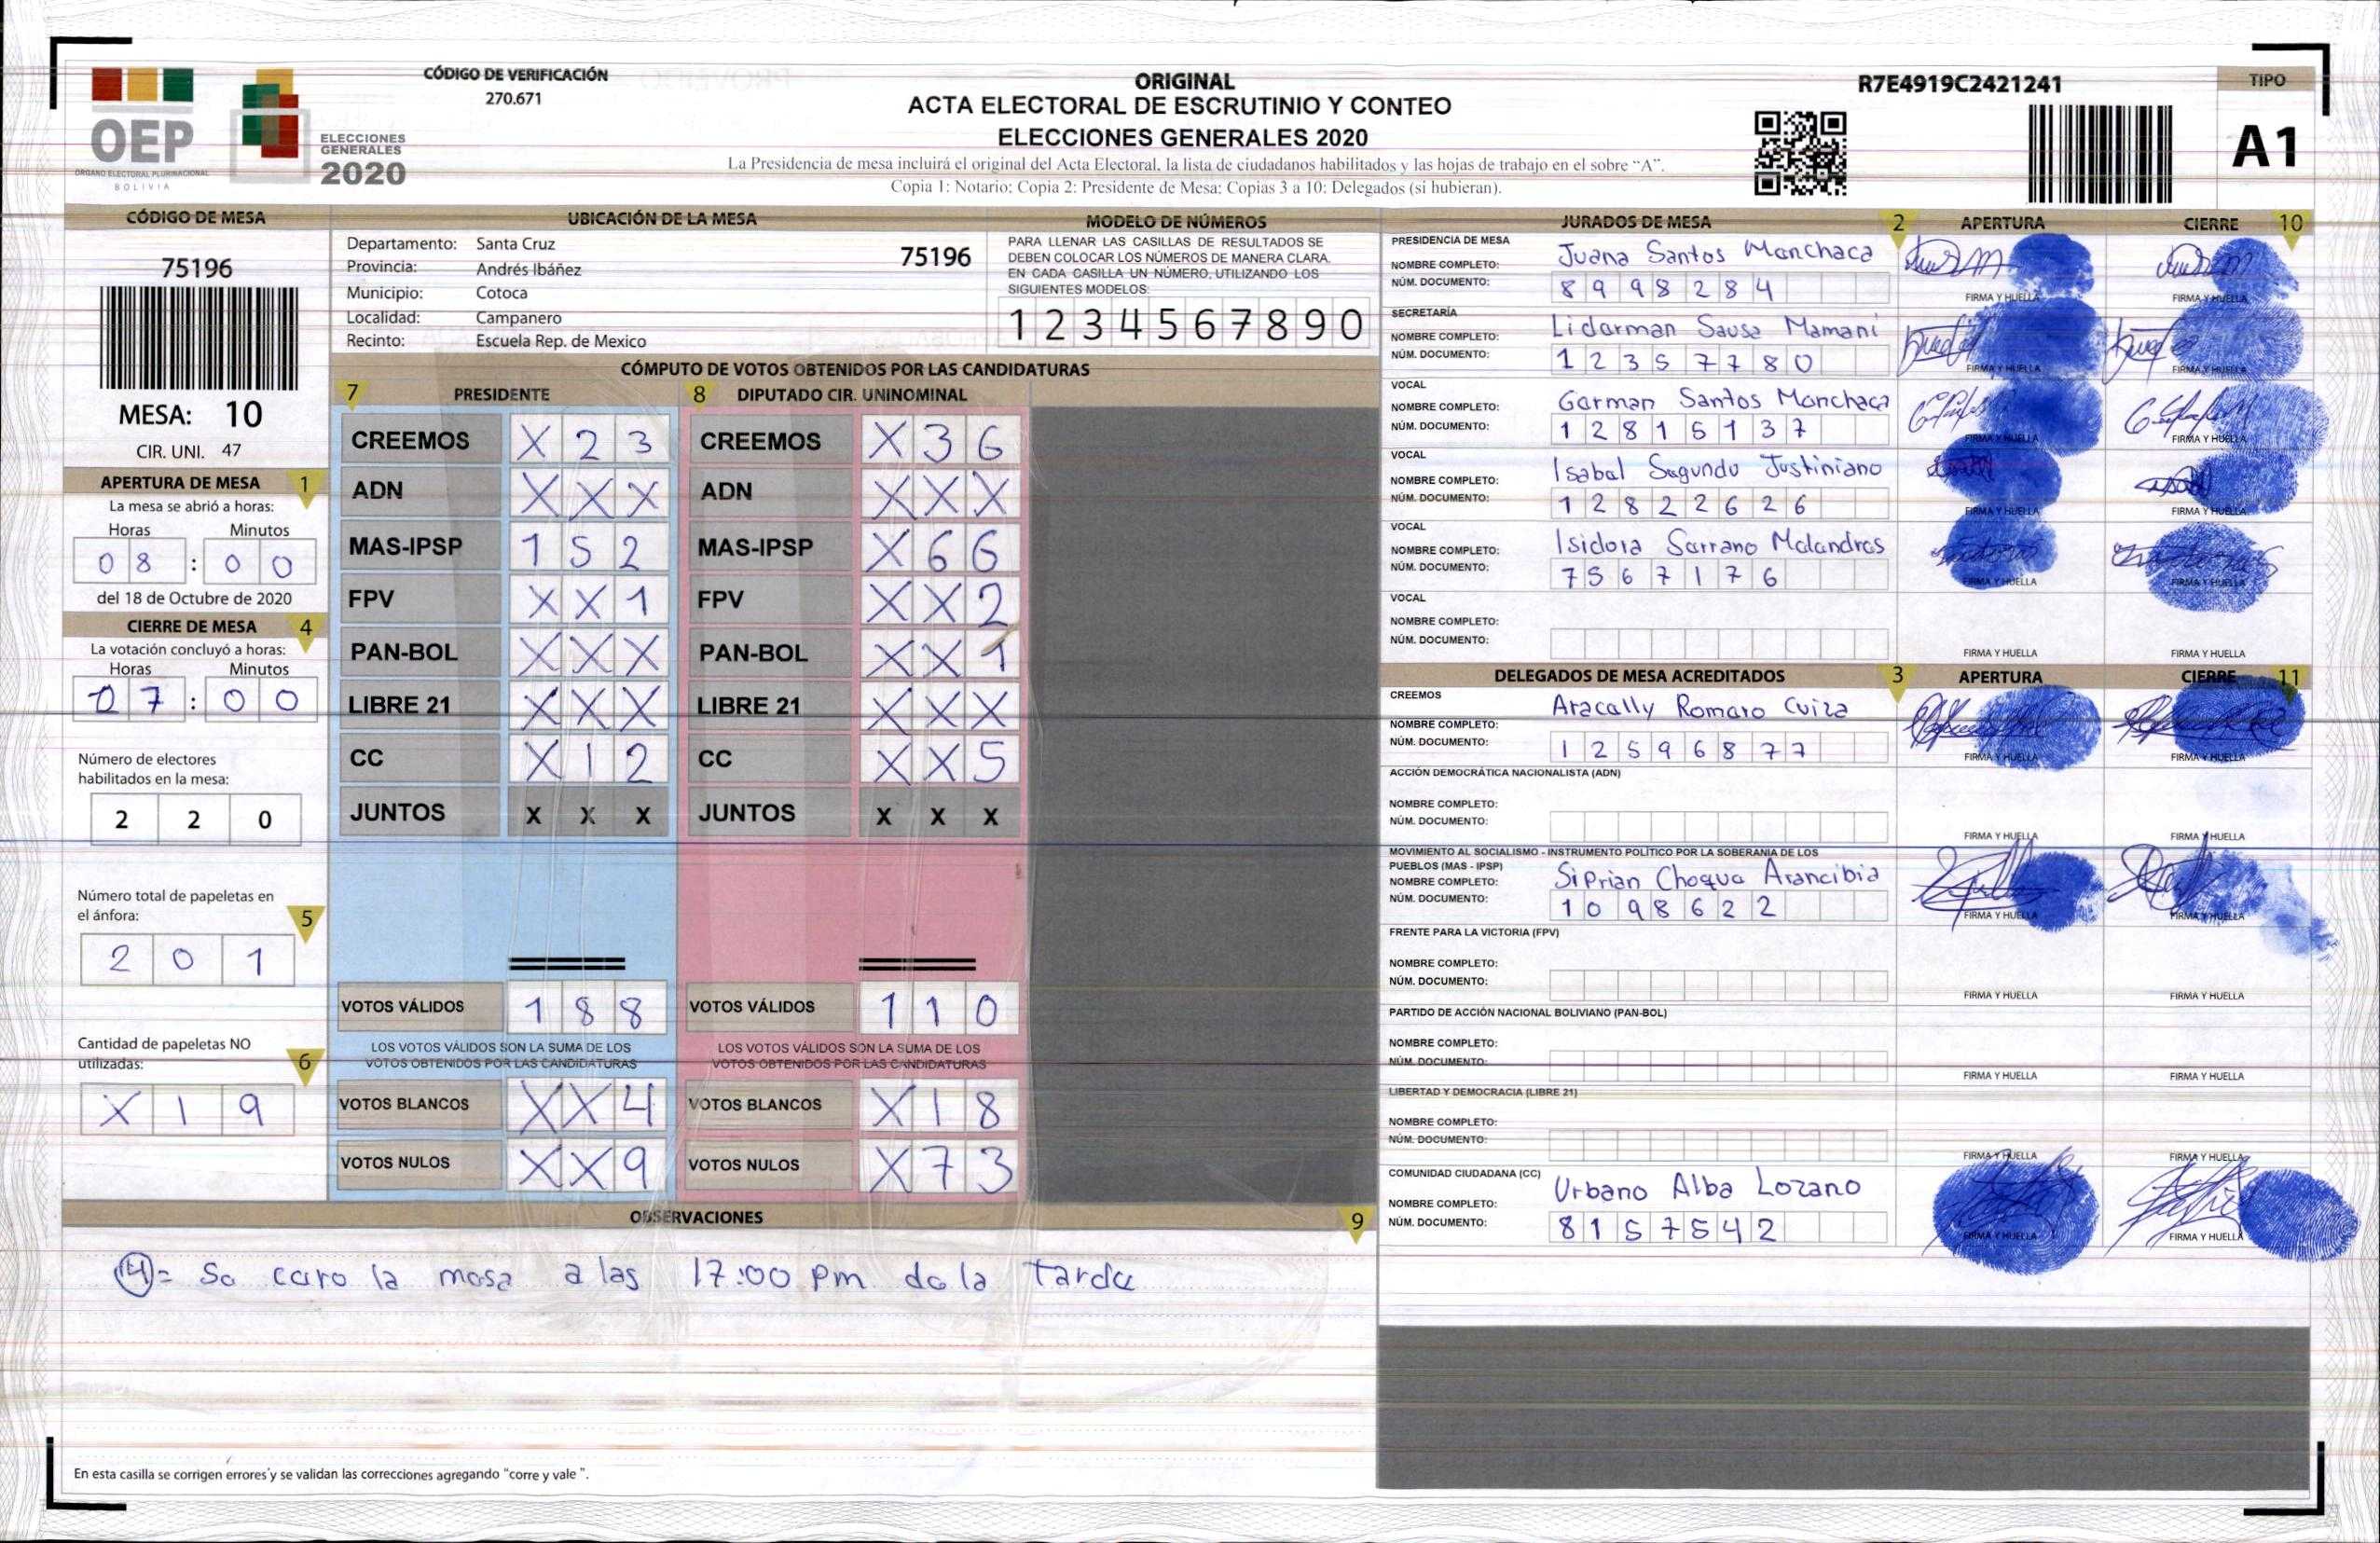 CÓDIGO DE VERIFICACIÓN
270.671
OEP
ÓRGANO ELECTORAL PLURINACIONAL
BOLIVIA
ELECCIONES
GENERALES
2020
ORIGINAL
ACTA ELECTORAL DE ESCRUTINIO Y CONTEO
ELECCIONES GENERALES 2020
La Presidencia de mesa incluirá el original del Acta Electoral, la lista de ciudadanos habilitados y las hojas de trabajo en el sobre “A”.
Copia 1: Notario; Copia 2: Presidente de Mesa; Copias 3 a 10: Delegados (si hubieran).
R7E4919C2421241
TIPO
A1
CÓDIGO DE MESA
75196
MESA: 10
CIR. UNI. 47
APERTURA DE MESA 1
La mesa se abrió a horas:
Horas Minutos
0 8 : 0 0
del 18 de Octubre de 2020
CIERRE DE MESA 4
La votación concluyó a horas:
Horas Minutos
7 : 0 0
Número de electores
habilitados en la mesa:
2 2 0
Número total de papeletas en
el ánfora: 5
2 0 1
Cantidad de papeletas NO
utilizadas: 6
X 1 9
UBICACIÓN DE LA MESA
Departamento: Santa Cruz 75196
Provincia: Andrés Ibáñez
Municipio: Cotoca
Localidad: Campanero
Recinto: Escuela Rep. de Mexico
MODELO DE NÚMEROS
PARA LLENAR LAS CASILLAS DE RESULTADOS SE
DEBEN COLOCAR LOS NÚMEROS DE MANERA CLARA.
EN CADA CASILLA UN NÚMERO, UTILIZANDO LOS
SIGUIENTES MODELOS:
1 2 3 4 5 6 7 8 9 0
CÓMPUTO DE VOTOS OBTENIDOS POR LAS CANDIDATURAS
7 PRESIDENTE 8 DIPUTADO CIR. UNINOMINAL
CREEMOS X 2 3 CREEMOS X 3 6
ADN X X X ADN X X X
MAS-IPSP 1 5 2 MAS-IPSP X 6 6
FPV X X 1 FPV X X 2
PAN-BOL X X X PAN-BOL X X 1
LIBRE 21 X X X LIBRE 21 X X X
CC X 1 2 CC X X 5
JUNTOS X X X JUNTOS X X X
VOTOS VÁLIDOS 1 8 8 VOTOS VÁLIDOS 1 1 0
LOS VOTOS VÁLIDOS SON LA SUMA DE LOS LOS VOTOS VÁLIDOS SON LA SUMA DE LOS
VOTOS OBTENIDOS POR LAS CANDIDATURAS VOTOS OBTENIDOS POR LAS CANDIDATURAS
VOTOS BLANCOS X X 4 VOTOS BLANCOS X 1 8
VOTOS NULOS X X 9 VOTOS NULOS X 7 3
OBSERVACIONES 9
④= Se cerro la mesa a las 17:00 pm de la tarde
En esta casilla se corrigen errores y se validan las correcciones agregando “corre y vale ”.
JURADOS DE MESA 2 APERTURA CIERRE 10
PRESIDENCIA DE MESA
NOMBRE COMPLETO: Juana Santos Menchaca
NÚM. DOCUMENTO: 8 9 9 8 2 8 4
FIRMA Y HUELLA FIRMA Y HUELLA
SECRETARÍA
NOMBRE COMPLETO: Liderman Sausa Mamani
NÚM. DOCUMENTO: 1 2 3 5 7 7 8 0
FIRMA Y HUELLA FIRMA Y HUELLA
VOCAL
NOMBRE COMPLETO: German Santos Menchaca
NÚM. DOCUMENTO: 1 2 8 1 5 1 3 7
FIRMA Y HUELLA FIRMA Y HUELLA
VOCAL
NOMBRE COMPLETO: Isabel Segundo Justiniano
NÚM. DOCUMENTO: 1 2 8 2 2 6 2 6
FIRMA Y HUELLA FIRMA Y HUELLA
VOCAL
NOMBRE COMPLETO: Isidora Serrano Melendres
NÚM. DOCUMENTO: 7 5 6 7 1 7 6
FIRMA Y HUELLA FIRMA Y HUELLA
VOCAL
NOMBRE COMPLETO:
NÚM. DOCUMENTO:
FIRMA Y HUELLA FIRMA Y HUELLA
DELEGADOS DE MESA ACREDITADOS 3 APERTURA CIERRE 11
CREEMOS
NOMBRE COMPLETO: Aracelly Romero Cuiza
NÚM. DOCUMENTO: 1 2 5 9 6 8 7 7
FIRMA Y HUELLA FIRMA Y HUELLA
ACCIÓN DEMOCRÁTICA NACIONALISTA (ADN)
NOMBRE COMPLETO:
NÚM. DOCUMENTO:
FIRMA Y HUELLA FIRMA Y HUELLA
MOVIMIENTO AL SOCIALISMO - INSTRUMENTO POLÍTICO POR LA SOBERANIA DE LOS
PUEBLOS (MAS - IPSP)
NOMBRE COMPLETO: Siprian Choque Arancibia
NÚM. DOCUMENTO: 1 0 9 8 6 2 2
FIRMA Y HUELLA FIRMA Y HUELLA
FRENTE PARA LA VICTORIA (FPV)
NOMBRE COMPLETO:
NÚM. DOCUMENTO:
FIRMA Y HUELLA FIRMA Y HUELLA
PARTIDO DE ACCIÓN NACIONAL BOLIVIANO (PAN-BOL)
NOMBRE COMPLETO:
NÚM. DOCUMENTO:
FIRMA Y HUELLA FIRMA Y HUELLA
LIBERTAD Y DEMOCRACIA (LIBRE 21)
NOMBRE COMPLETO:
NÚM. DOCUMENTO:
FIRMA Y HUELLA FIRMA Y HUELLA
COMUNIDAD CIUDADANA (CC)
NOMBRE COMPLETO: Urbano Alba Lozano
NÚM. DOCUMENTO: 8 1 5 7 5 4 2
FIRMA Y HUELLA FIRMA Y HUELLA